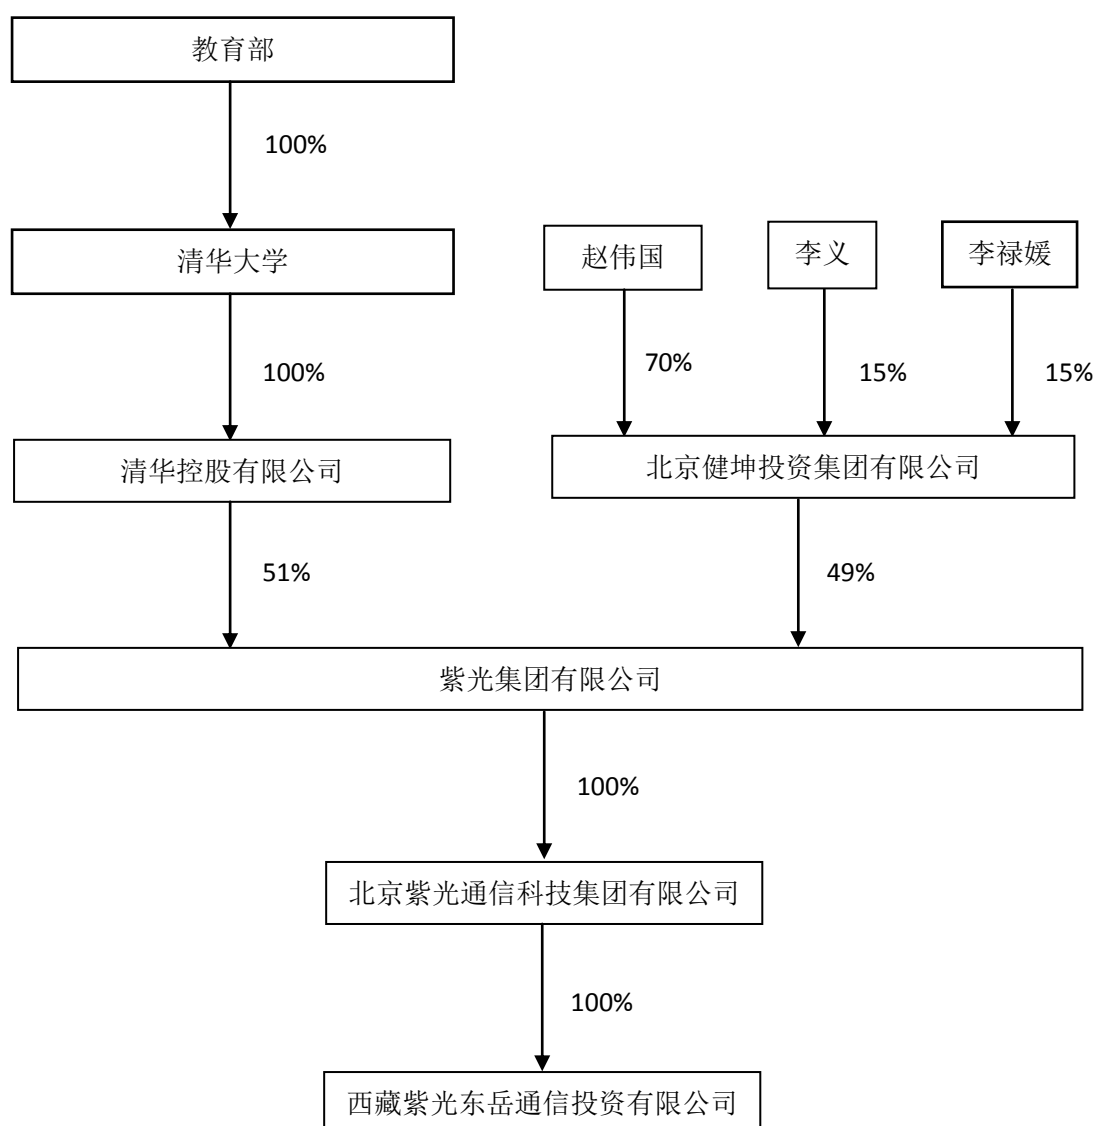 教育部
100%
清华大学
赵伟国
李义
李禄媛
100%
70%
15%
15%
清华控股有限公司
北京健坤投资集团有限公司
51%
49%
紫光集团有限公司
100%
北京紫光通信科技集团有限公司
100%
西藏紫光东岳通信投资有限公司